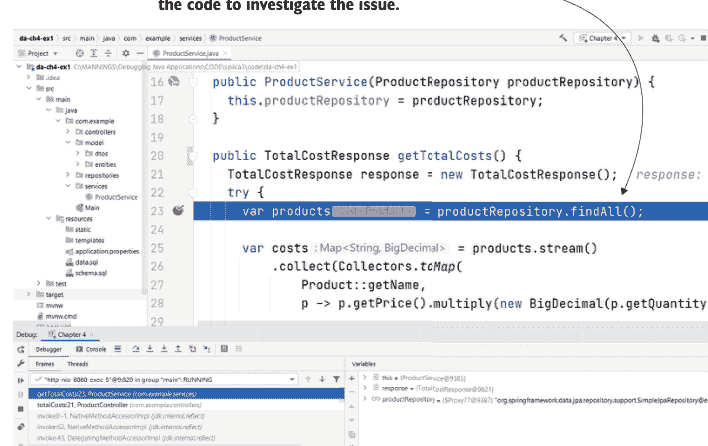 the code to investigate the issue.
da-ch4-ex1 › src › main › java › com › example › services › ProductService
Chapter 4
Project
ProductService.java
da-ch4-ex1
.idea
src
main
java
com.example
controllers
model
dtos
entities
repositories
services
ProductService
Main
resources
static
templates
application.properties
data.sql
schema.sql
test
target
mvnw
mvnw.cmd
16 public ProductService(ProductRepository productRepository) {
17 this.productRepository = productRepository;
18 }
19
20 public TotalCostResponse getTotalCosts() {
21 TotalCostResponse response = new TotalCostResponse(); response:
22 try {
23 var products = productRepository.findAll();
24
25 var costs : Map<String, BigDecimal> = products.stream()
26 .collect(Collectors.toMap(
27 Product::getName,
28 p -> p.getPrice().multiply(new BigDecimal(p.getQuantity
29
Debug: Chapter 4
Debugger Console
Frames Threads
Variables
"http-nio-8080-exec-5"@9,820 in group "main": RUNNING
getTotalCosts:23, ProductService (com.example.services)
totalCosts:21, ProductController (com.example.controllers)
invoke0:-1, NativeMethodAccessorImpl (jdk.internal.reflect)
invoke:62, NativeMethodAccessorImpl (jdk.internal.reflect)
invoke:43, DelegatingMethodAccessorImpl (jdk.internal.reflect)
this = {ProductService@9385}
response = {TotalCostResponse@9821}
productRepository = {$Proxy77@9387} "org.springframework.data.jpa.repository.support.SimpleJpaRepository@e